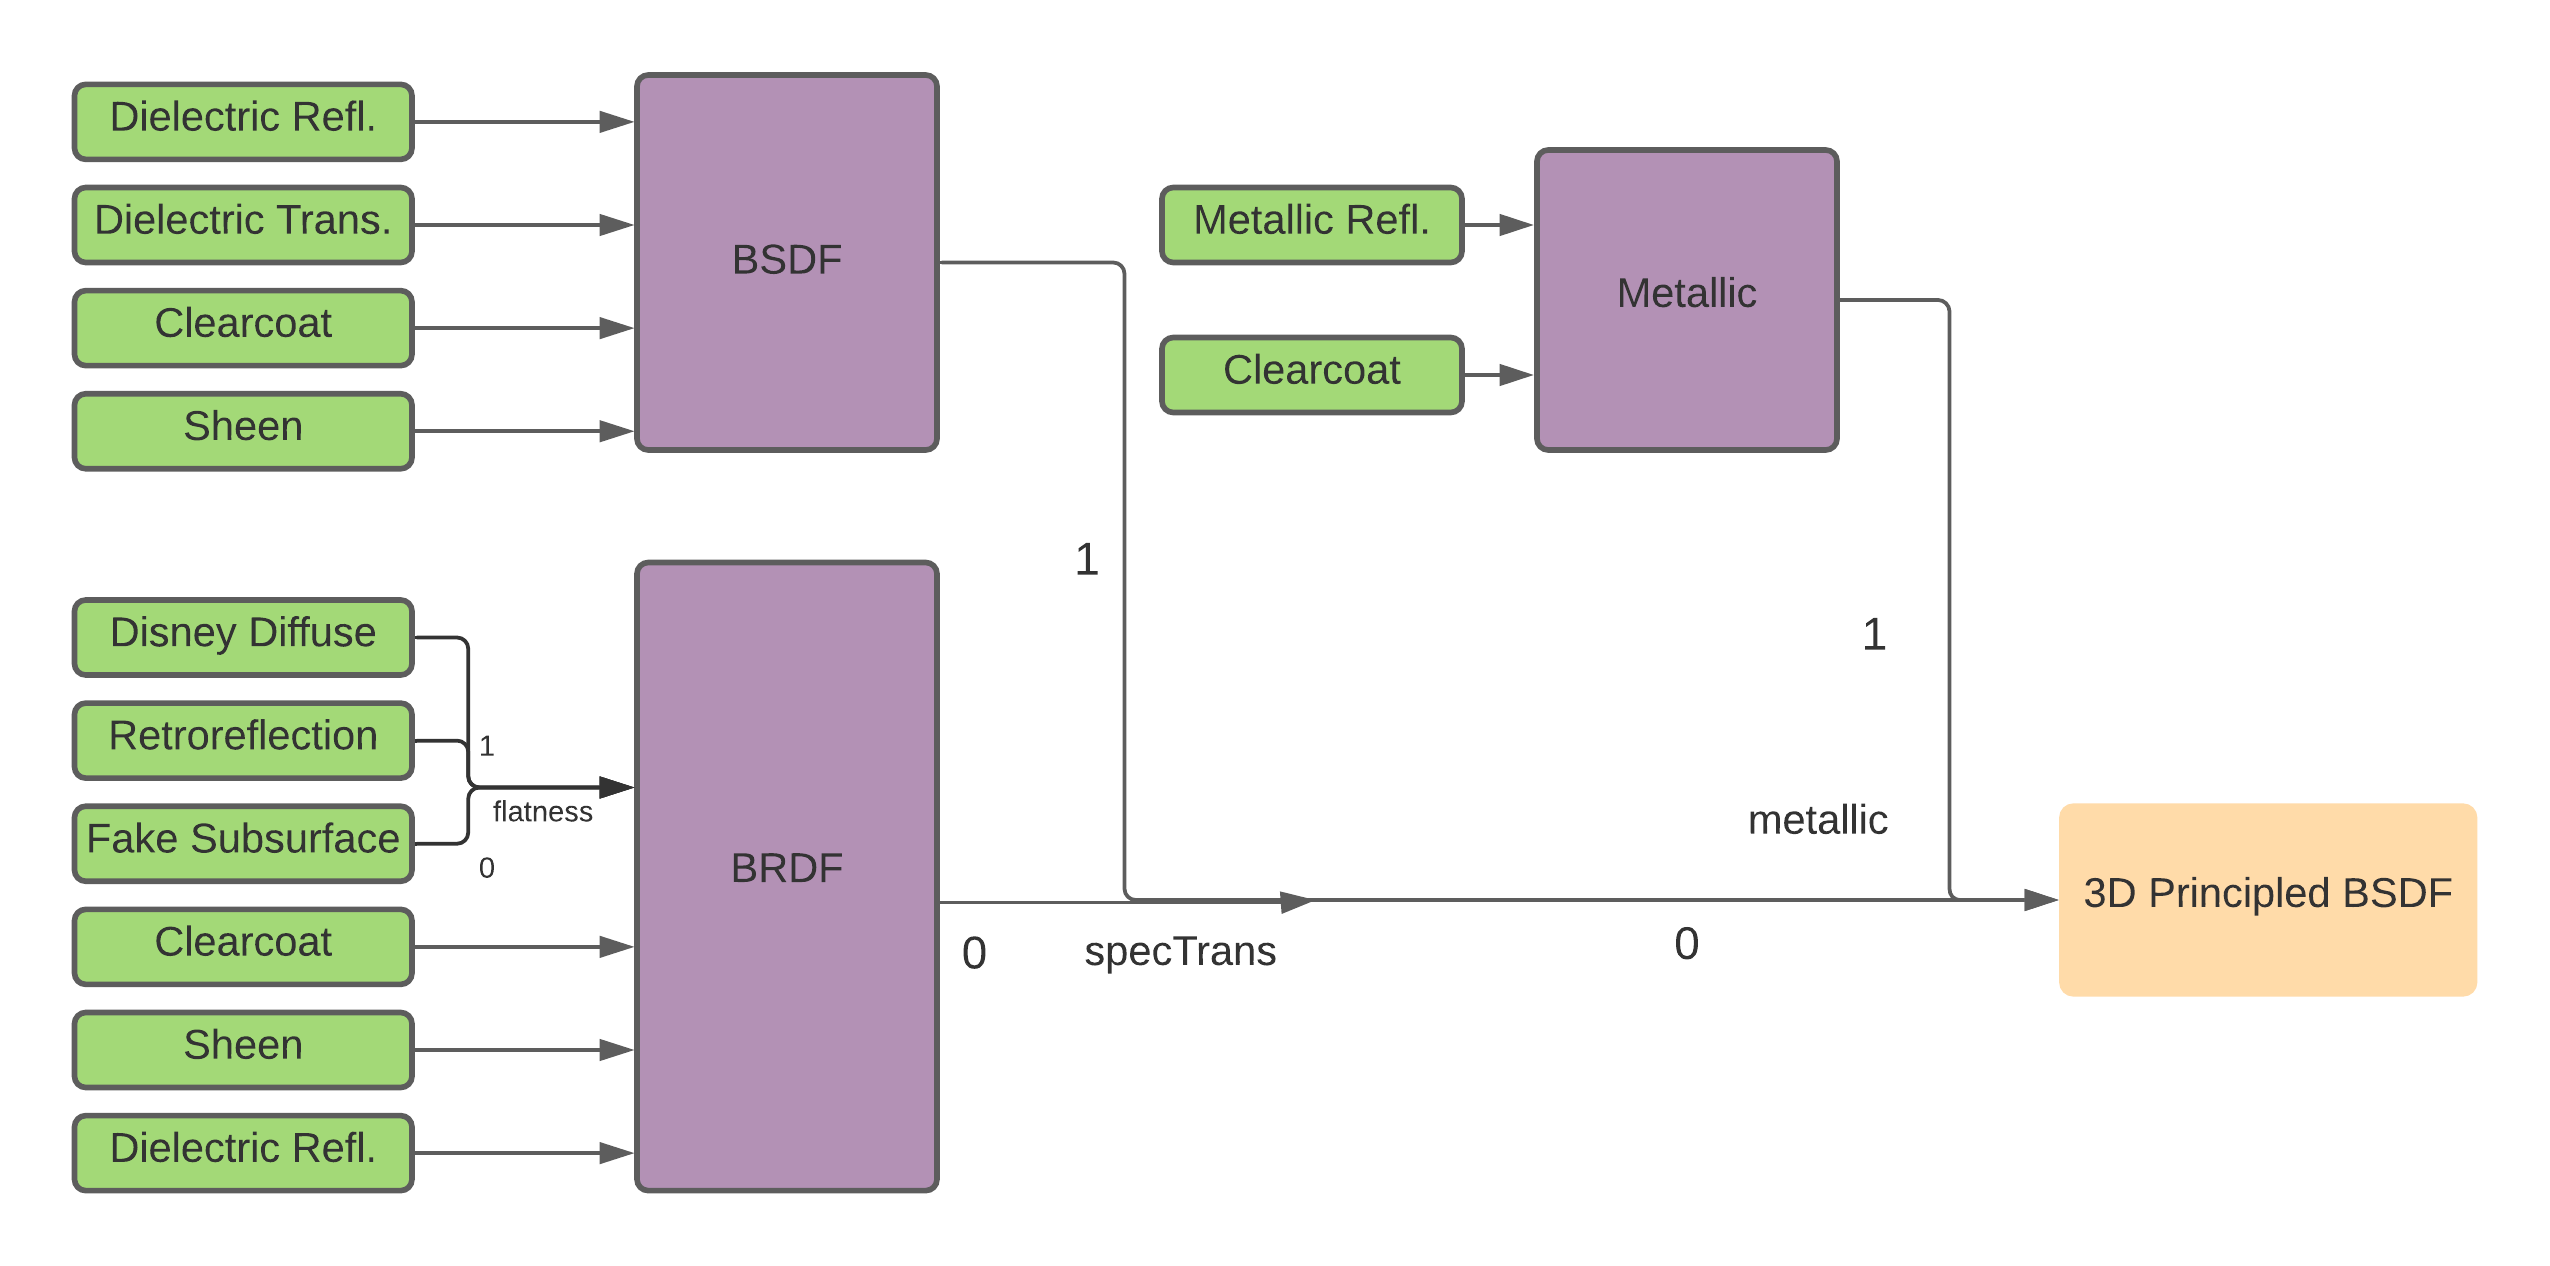 Dielectric Refl.
Dielectric Trans.
Clearcoat
Sheen
BSDF
Metallic Refl.
Clearcoat
Metallic
1
1
Disney Diffuse
Retroreflection
Fake Subsurface
Clearcoat
Sheen
Dielectric Refl.
1
flatness
0
BRDF
0
specTrans
metallic
0
3D Principled BSDF